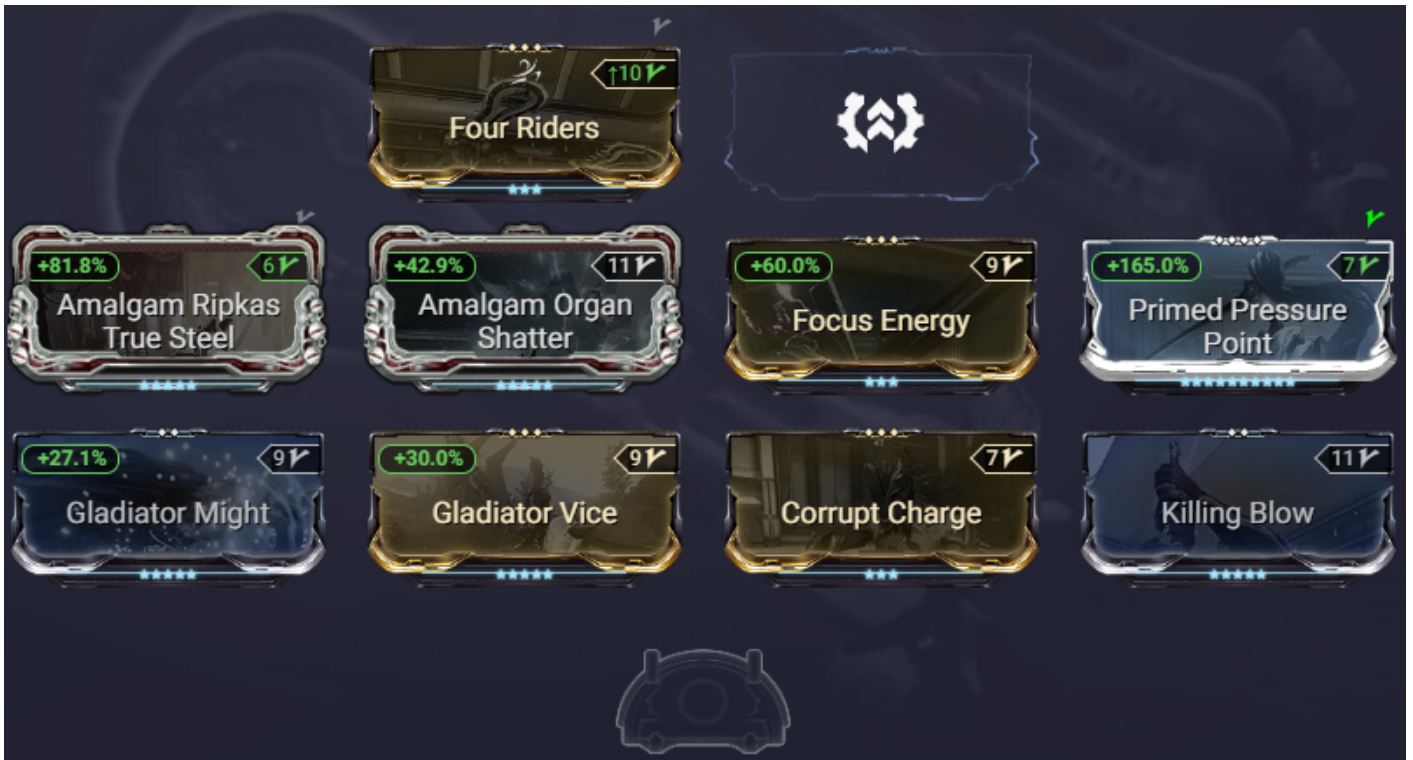 ↑10
Four Riders
+81.8%
6
Amalgam Ripkas
True Steel
+42.9%
11
Amalgam Organ
Shatter
+60.0%
9
Focus Energy
+165.0%
7
Primed Pressure
Point
+27.1%
9
Gladiator Might
+30.0%
9
Gladiator Vice
7
Corrupt Charge
11
Killing Blow